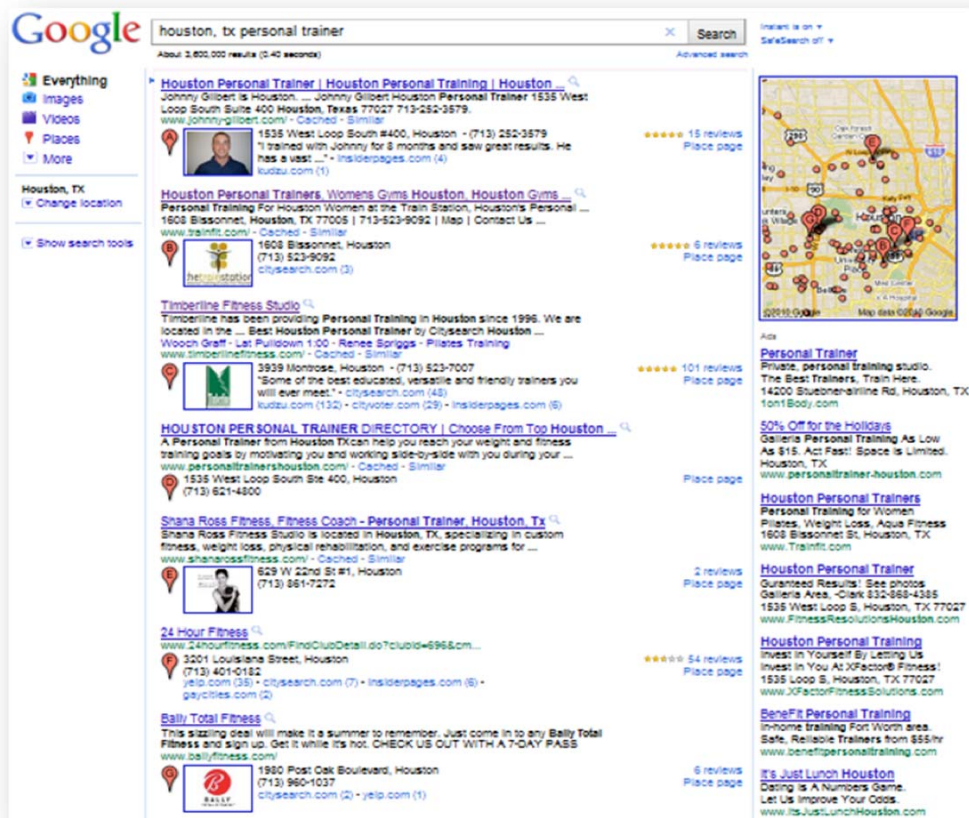 Google
houston, tx personal trainer
Search
Instant is on
SafeSearch off
About 3,600,000 results (0.40 seconds)
Advanced search
Everything
Images
Videos
Places
More
Houston, TX
Change location
Show search tools
Houston Personal Trainer | Houston Personal Training | Houston ...
Johnny Gilbert is Houston. ... Johnny Gilbert Houston Personal Trainer 1535 West
Loop South Suite 400 Houston, Texas 77027 713-252-3579.
www.johnny-gilbert.com/ - Cached - Similar
A
1535 West Loop South #400, Houston - (713) 252-3579
"I trained with Johnny for 8 months and saw great results. He
has a vast ..." - insiderpages.com (4)
kudzu.com (1)
15 reviews
Place page
Houston Personal Trainers, Womens Gyms Houston, Houston Gyms ...
Personal Training For Houston Women at the Train Station, Houston's Personal ...
1608 Bissonnet, Houston, TX 77005 | 713-523-9092 | Map | Contact Us ...
www.trainfit.com/ - Cached - Similar
B
thetrainstation
1608 Bissonnet, Houston
(713) 523-9092
citysearch.com (3)
6 reviews
Place page
Timberline Fitness Studio
Timberline has been providing Personal Training in Houston since 1996. We are
located in the ... Best Houston Personal Trainer by Citysearch Houston ...
Wooch Graff - Lat Pulldown 1:00 - Renee Spriggs - Pilates Training
www.timberlinefitness.com/ - Cached - Similar
C
3939 Montrose, Houston - (713) 523-7007
"Some of the best educated, versatile and friendly trainers you
will ever meet." - citysearch.com (48)
kudzu.com (132) - cityvoter.com (29) - insiderpages.com (6)
101 reviews
Place page
HOUSTON PERSONAL TRAINER DIRECTORY | Choose From Top Houston ...
A Personal Trainer from Houston TXcan help you reach your weight and fitness
training goals by motivating you and working side-by-side with you during your ...
www.personaltrainershouston.com/ - Cached - Similar
D
1535 West Loop South Ste 400, Houston
(713) 621-4800
Place page
Shana Ross Fitness, Fitness Coach - Personal Trainer, Houston, Tx
Shana Ross Fitness Studio is located in Houston, TX, specializing in custom
fitness, weight loss, physical rehabilitation, and exercise programs for ...
www.shanarossfitness.com/ - Cached - Similar
E
629 W 22nd St #1, Houston
(713) 861-7272
2 reviews
Place page
24 Hour Fitness
www.24hourfitness.com/FindClubDetail.do?clubid=696&cm...
F
3201 Louisiana Street, Houston
(713) 401-0182
yelp.com (35) - citysearch.com (7) - insiderpages.com (6) -
gaycities.com (2)
54 reviews
Place page
Bally Total Fitness
This sizzling deal will make it a summer to remember. Just come in to any Bally Total
Fitness and sign up. Get it while it's hot. CHECK US OUT WITH A 7-DAY PASS
www.ballyfitness.com/
G
BALLY
1980 Post Oak Boulevard, Houston
(713) 960-1037
citysearch.com (2) - yelp.com (1)
6 reviews
Place page
290
Oak Forest
E
90
Houston
C
B
Univ
Place
©2010 Google
Map data ©2010 Google
Ads
Personal Trainer
Private, personal training studio.
The Best Trainers, Train Here.
14200 Stuebner-airline Rd, Houston, TX
1on1Body.com
50% Off for the Holidays
Galleria Personal Training As Low
As $15. Act Fast! Space is Limited.
Houston, TX
www.personaltrainer-houston.com
Houston Personal Trainers
Personal Training for Women
Pilates, Weight Loss, Aqua Fitness
1608 Bissonnet St, Houston, TX
www.Trainfit.com
Houston Personal Trainer
Guranteed Results! See photos
Galleria Area, -Clark 832-868-4385
1535 West Loop S, Houston, TX 77027
www.FitnessResolutionsHouston.com
Houston Personal Training
Invest in Yourself By Letting Us
Invest in You At XFactor® Fitness!
1535 Loop S, Houston, TX 77027
www.XFactorFitnessSolutions.com
BeneFit Personal Training
In-home training Fort Worth area.
Safe, Reliable Trainers from $55/hr
www.benefitpersonaltraining.com
It's Just Lunch Houston
Dating Is A Numbers Game.
Let Us Improve Your Odds.
www.ItsJustLunchHouston.com